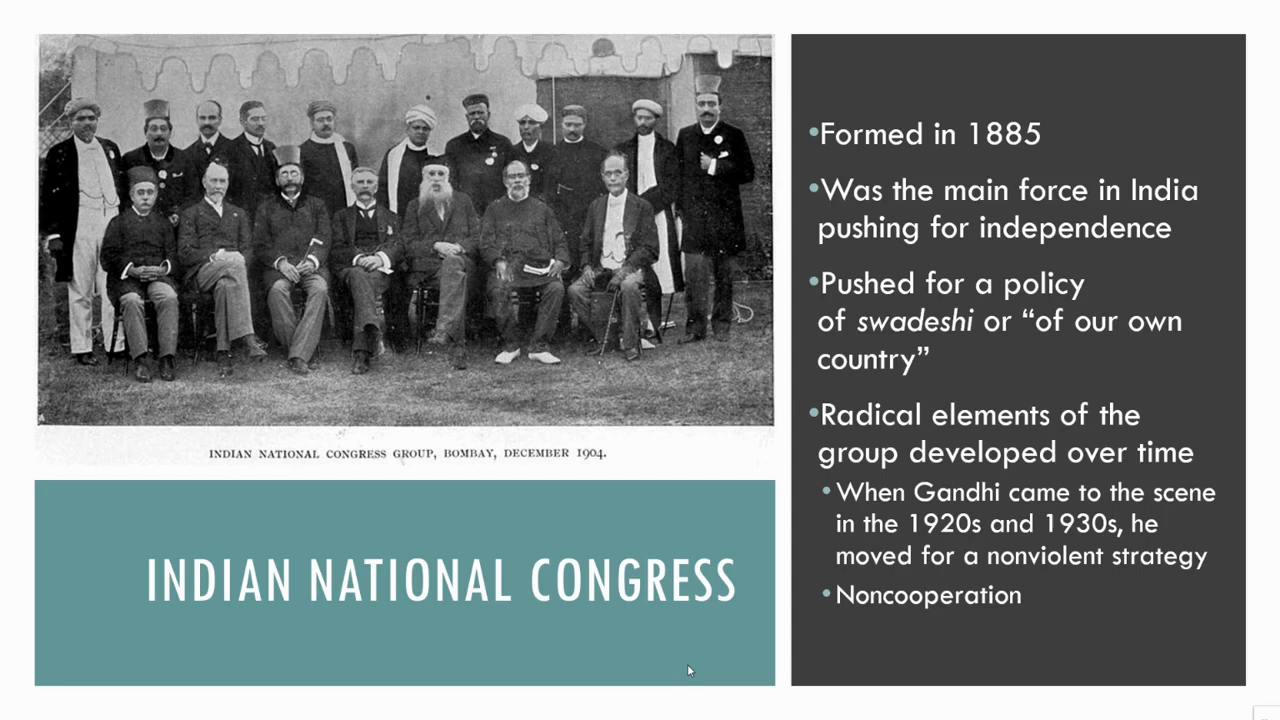 INDIAN NATIONAL CONGRESS GROUP, BOMBAY, DECEMBER 1904.
INDIAN NATIONAL CONGRESS
•Formed in 1885
•Was the main force in India
pushing for independence
•Pushed for a policy
of swadeshi or “of our own
country”
•Radical elements of the
group developed over time
•When Gandhi came to the scene
in the 1920s and 1930s, he
moved for a nonviolent strategy
•Noncooperation